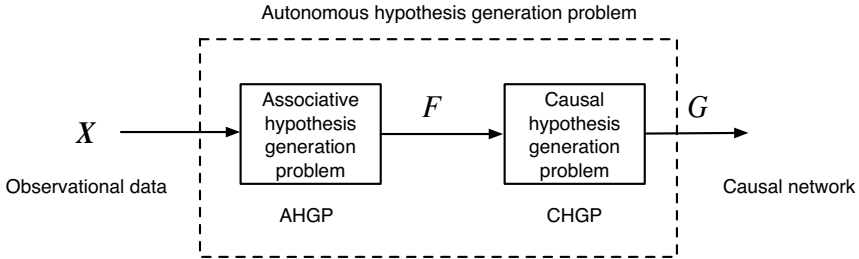 Autonomous hypothesis generation problem
X
Observational data
Associative
hypothesis
generation
problem
AHGP
F
Causal
hypothesis
generation
problem
CHGP
G
Causal network